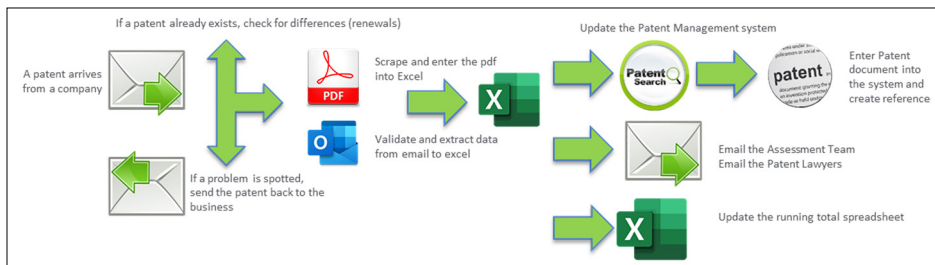 If a patent already exists, check for differences (renewals)
Update the Patent Management system
A patent arrives
from a company
PDF
Scrape and enter the pdf
into Excel
X
Patent
Search
patent
Enter Patent
document into
the system and
create reference
O
Validate and extract data
from email to excel
Email the Assessment Team
Email the Patent Lawyers
If a problem is spotted,
send the patent back to the
business
X
Update the running total spreadsheet